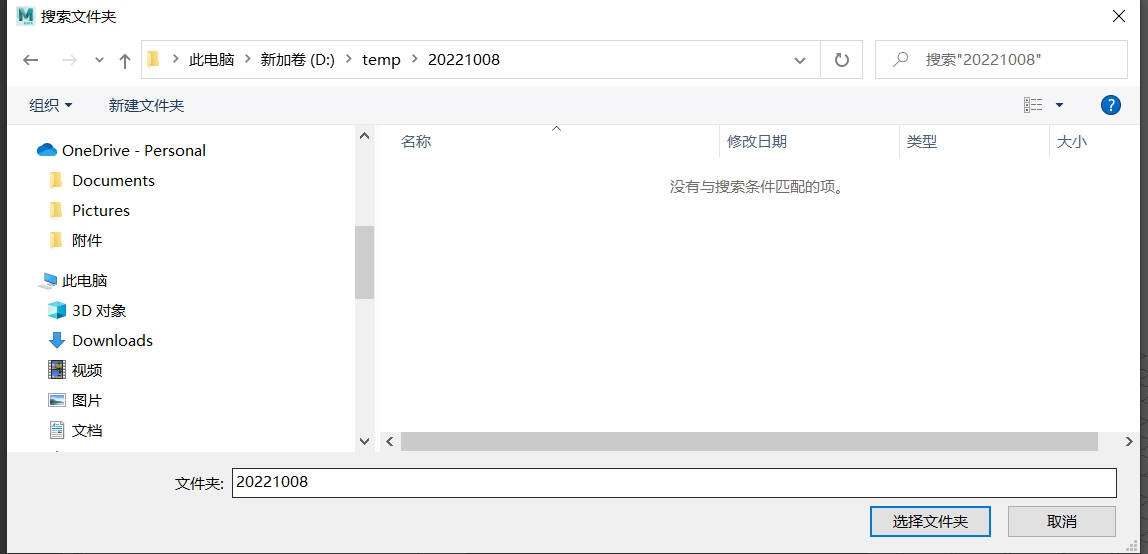 搜索文件夹
此电脑 新加卷 (D:) temp 20221008
搜索"20221008"
组织 新建文件夹
名称 修改日期 类型 大小
没有与搜索条件匹配的项。
OneDrive - Personal
Documents
Pictures
附件
此电脑
3D 对象
Downloads
视频
图片
文档
文件夹: 20221008
选择文件夹 取消